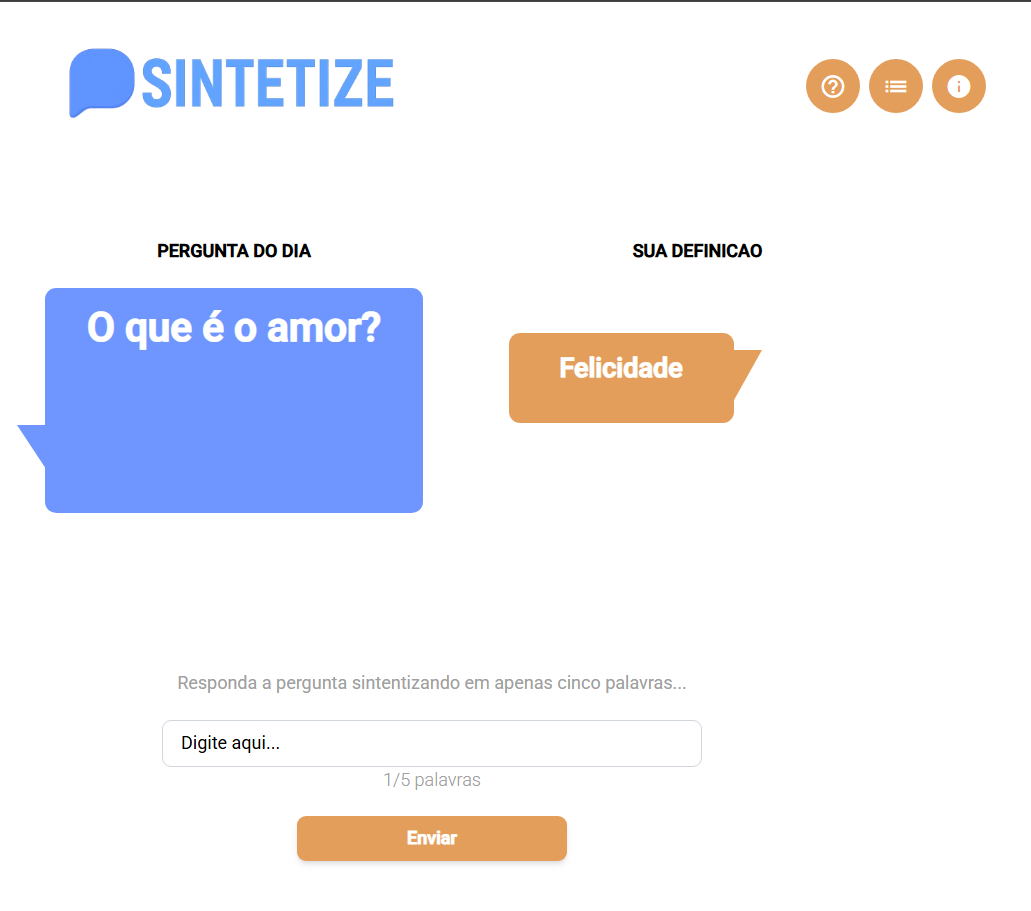 SINTETIZE
PERGUNTA DO DIA
SUA DEFINICAO
O que é o amor?
Felicidade
Responda a pergunta sintentizando em apenas cinco palavras...
Digite aqui...
1/5 palavras
Enviar